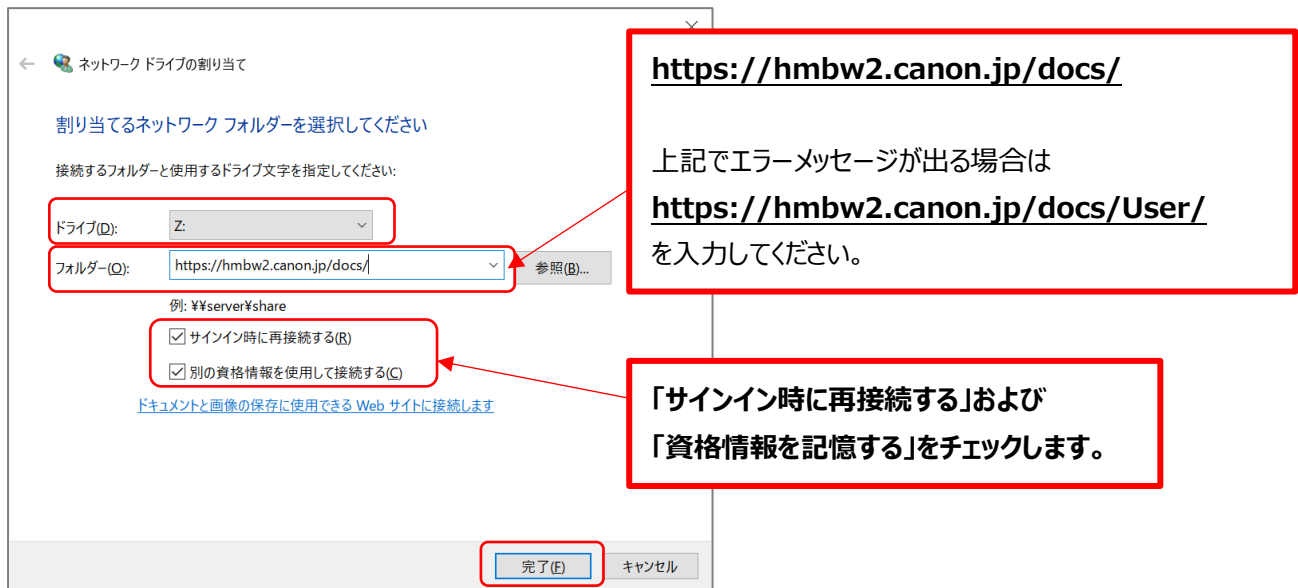 ネットワーク ドライブの割り当て
割り当てるネットワーク フォルダーを選択してください
接続するフォルダーと使用するドライブ文字を指定してください:
ドライブ(D): Z:
フォルダー(O): https://hmbw2.canon.jp/docs/ 参照(B)...
例: ¥¥server¥share
サインイン時に再接続する(R)
別の資格情報を使用して接続する(C)
ドキュメントと画像の保存に使用できる Web サイトに接続します
完了(F) キャンセル
https://hmbw2.canon.jp/docs/
上記でエラーメッセージが出る場合は
https://hmbw2.canon.jp/docs/User/
を入力してください。
「サインイン時に再接続する」および
「資格情報を記憶する」をチェックします。